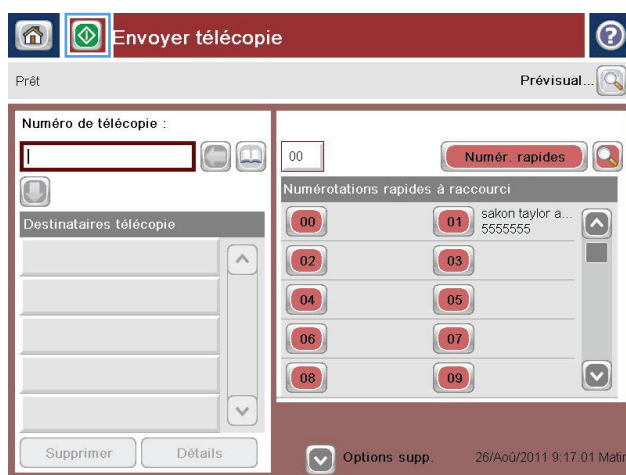 Envoyer télécopie
Prêt
Prévisual...
Numéro de télécopie :
00
Numér. rapides
Destinataires télécopie
Numérotations rapides à raccourci
00
01 sakon taylor a...
5555555
02 03
04 05
06 07
08 09
Supprimer Détails
Options supp.
26/Aoû/2011 9:17:01 Matin